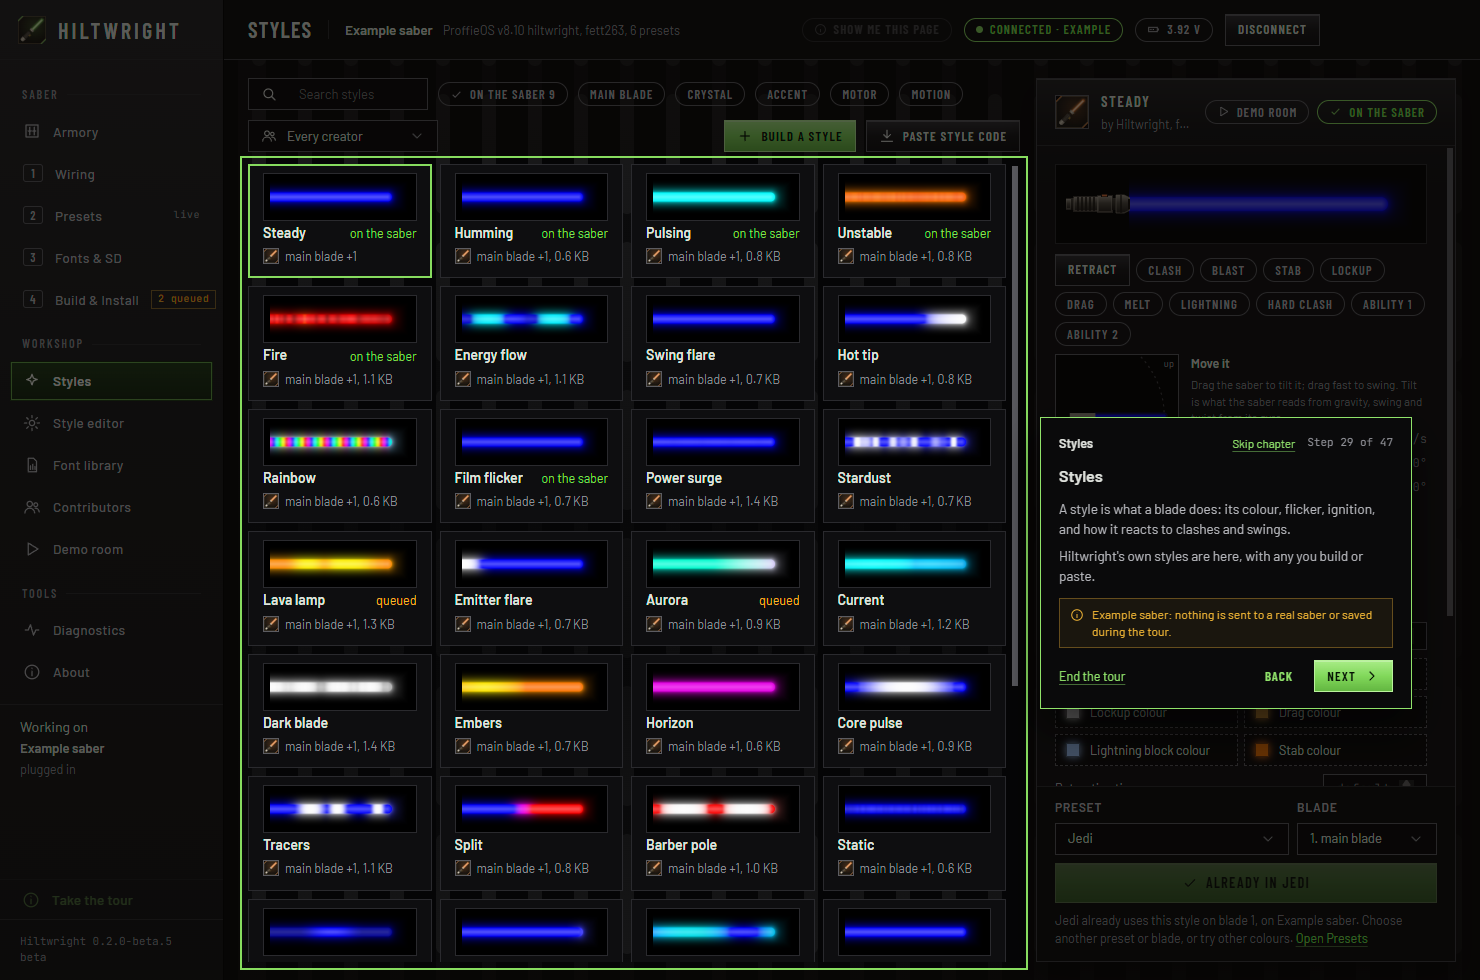 HILTWRIGHT
SABER
Armory
1 Wiring
2 Presets live
3 Fonts & SD
4 Build & Install 2 queued
WORKSHOP
Styles
Style editor
Font library
Contributors
Demo room
TOOLS
Diagnostics
About
Working on
Example saber
plugged in
Take the tour
Hiltwright 0.2.0-beta.5
beta
STYLES Example saber ProffieOS v8.10 hiltwright, fett263, 6 presets
SHOW ME THIS PAGE
CONNECTED · EXAMPLE
3.92 V
DISCONNECT
Search styles
ON THE SABER 9
MAIN BLADE
CRYSTAL
ACCENT
MOTOR
MOTION
Every creator
BUILD A STYLE
PASTE STYLE CODE
Steady on the saber
main blade +1
Humming on the saber
main blade +1, 0.6 KB
Pulsing on the saber
main blade +1, 0.8 KB
Unstable on the saber
main blade +1, 0.8 KB
Fire on the saber
main blade +1, 1.1 KB
Energy flow
main blade +1, 1.1 KB
Swing flare
main blade +1, 0.7 KB
Hot tip
main blade +1, 0.8 KB
Rainbow
main blade +1, 0.6 KB
Film flicker on the saber
main blade +1, 0.7 KB
Power surge
main blade +1, 1.4 KB
Stardust
main blade +1, 0.7 KB
Lava lamp queued
main blade +1, 1.3 KB
Emitter flare
main blade +1, 0.7 KB
Aurora queued
main blade +1, 0.9 KB
Current
main blade +1, 1.2 KB
Dark blade
main blade +1, 1.4 KB
Embers
main blade +1, 0.7 KB
Horizon
main blade +1, 0.6 KB
Core pulse
main blade +1, 0.9 KB
Tracers
main blade +1, 1.1 KB
Split
main blade +1, 0.8 KB
Barber pole
main blade +1, 1.0 KB
Static
main blade +1, 0.6 KB
STEADY
by Hiltwright, f...
DEMO ROOM
ON THE SABER
RETRACT
CLASH
BLAST
STAB
LOCKUP
DRAG
MELT
LIGHTNING
HARD CLASH
ABILITY 1
ABILITY 2
up
Move it
Drag the saber to tilt it; drag fast to swing. Tilt
is what the saber reads from gravity, swing and
/s
0°
0°
Styles Skip chapter Step 29 of 47
Styles
A style is what a blade does: its colour, flicker, ignition,
and how it reacts to clashes and swings.
Hiltwright's own styles are here, with any you build or
paste.
Example saber: nothing is sent to a real saber or saved
during the tour.
End the tour
BACK
NEXT
Lockup colour
Drag colour
Lightning block colour
Stab colour
PRESET
BLADE
Jedi
1. main blade
ALREADY IN JEDI
Jedi already uses this style on blade 1, on Example saber. Choose
another preset or blade, or try other colours. Open Presets